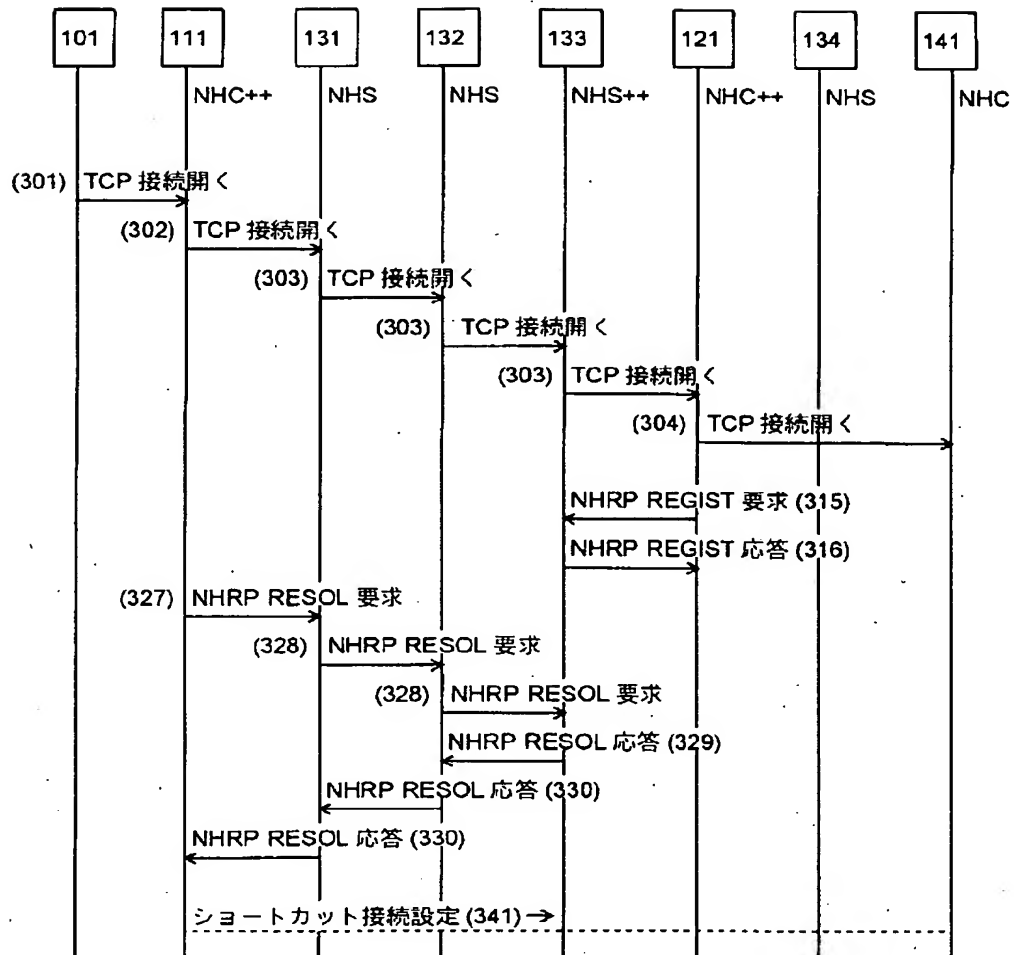 101 111 131 132 133 121 134 141
NHC++ NHS NHS NHS++ NHC++ NHS NHC
(301) TCP 接続開く
(302) TCP 接続開く
(303) TCP 接続開く
(303) TCP 接続開く
(303) TCP 接続開く
(304) TCP 接続開く
NHRP REGIST 要求 (315)
NHRP REGIST 応答 (316)
(327) NHRP RESOL 要求
(328) NHRP RESOL 要求
(328) NHRP RESOL 要求
NHRP RESOL 応答 (329)
NHRP RESOL 応答 (330)
NHRP RESOL 応答 (330)
ショートカット接続設定 (341) →